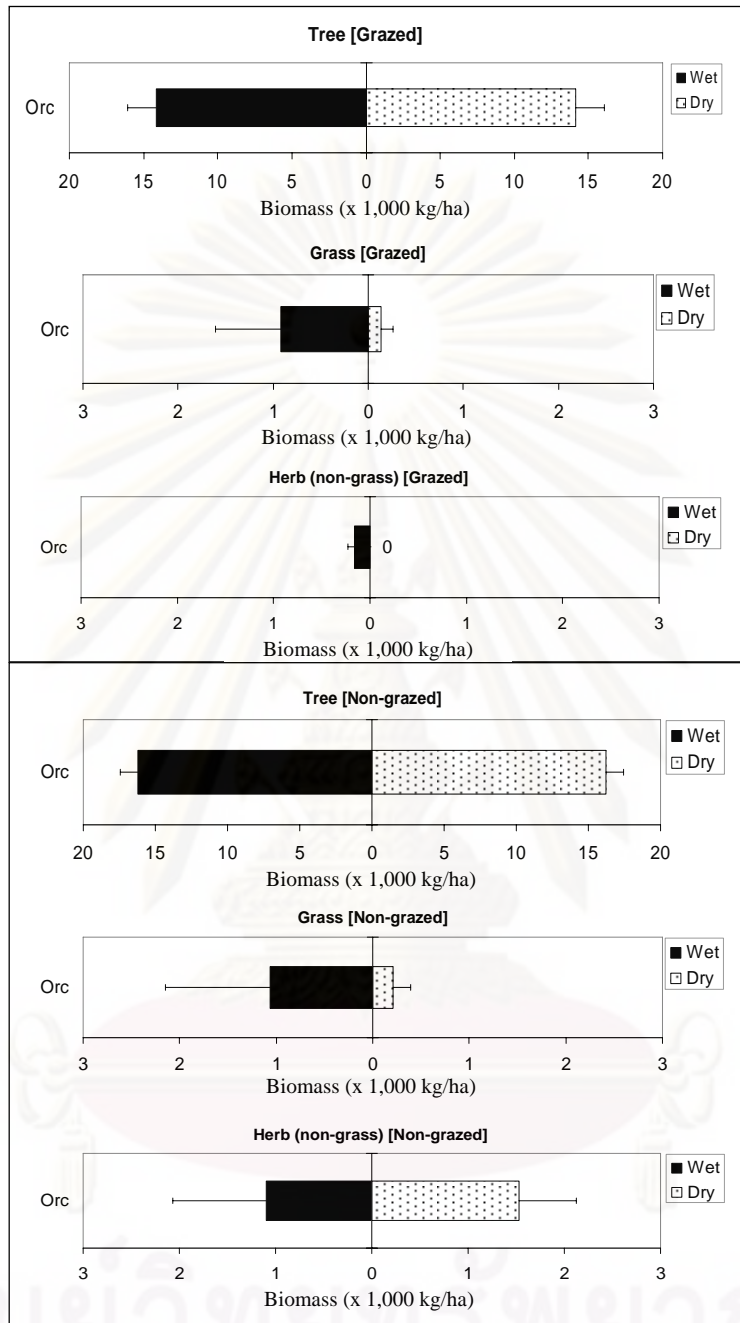 Tree [Grazed]
Wet
Dry
Orc
20 15 10 5 0 5 10 15 20
Biomass (x 1,000 kg/ha)
Grass [Grazed]
Wet
Dry
Orc
3 2 1 0 1 2 3
Biomass (x 1,000 kg/ha)
Herb (non-grass) [Grazed]
Wet
Dry
Orc
0
3 2 1 0 1 2 3
Biomass (x 1,000 kg/ha)
Tree [Non-grazed]
Wet
Dry
Orc
20 15 10 5 0 5 10 15 20
Biomass (x 1,000 kg/ha)
Grass [Non-grazed]
Wet
Dry
Orc
3 2 1 0 1 2 3
Biomass (x 1,000 kg/ha)
Herb (non-grass) [Non-grazed]
Wet
Dry
Orc
3 2 1 0 1 2 3
Biomass (x 1,000 kg/ha)